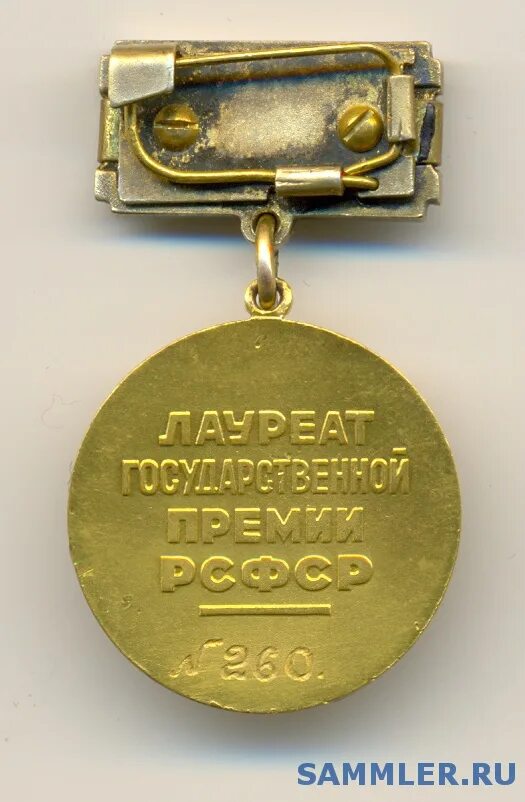 ЛАУРЕАТ
ГОСУДАРСТВЕННОЙ
ПРЕМИИ
РСФСР
№260.
SAMMLER.RU